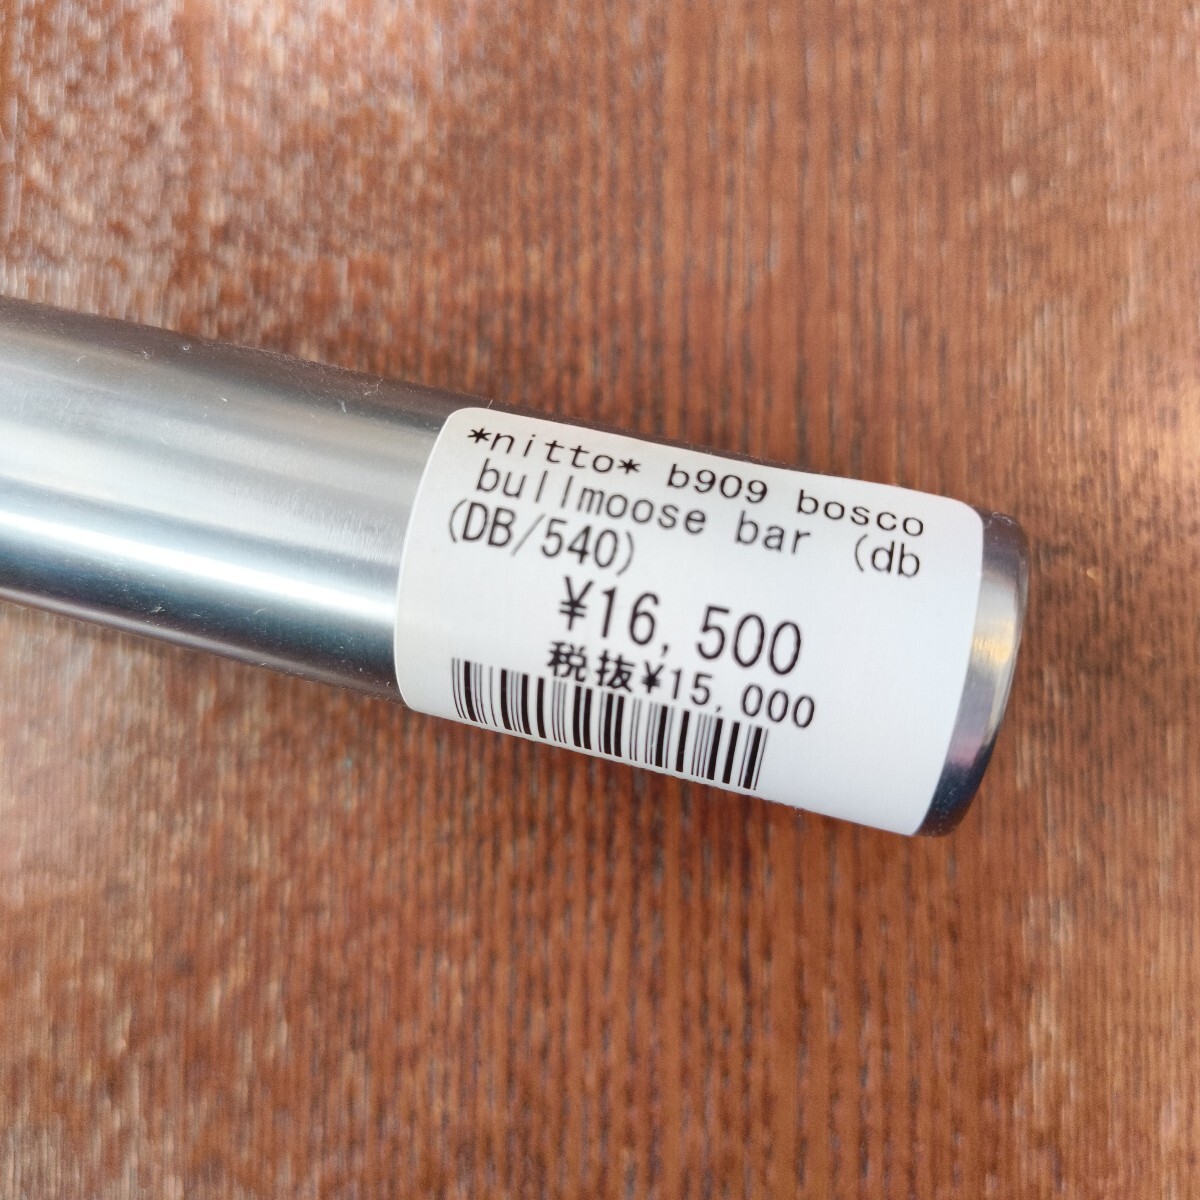 *nitto* b909 bosco
bullmoose bar (db
(DB/540)
¥16,500
税抜¥15,000